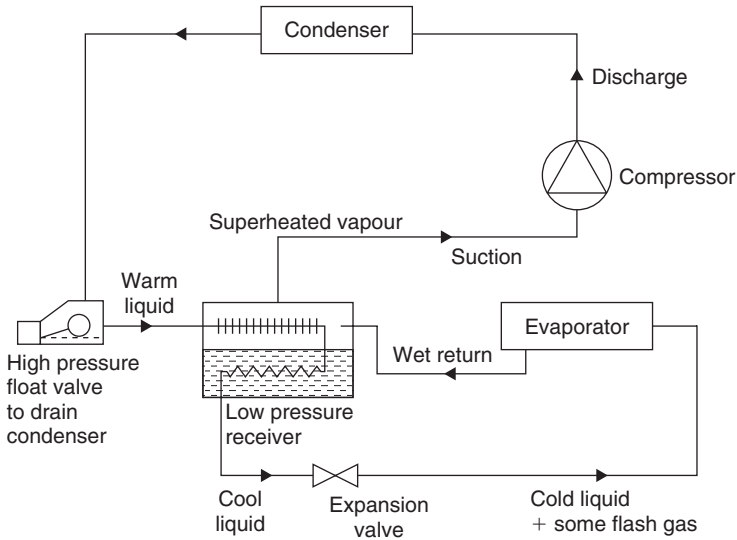 Condenser
Discharge
Compressor
Superheated vapour
Suction
Warm
liquid
Evaporator
Wet return
High pressure
float valve
to drain
condenser
Low pressure
receiver
Cool
liquid
Expansion
valve
Cold liquid
+ some flash gas